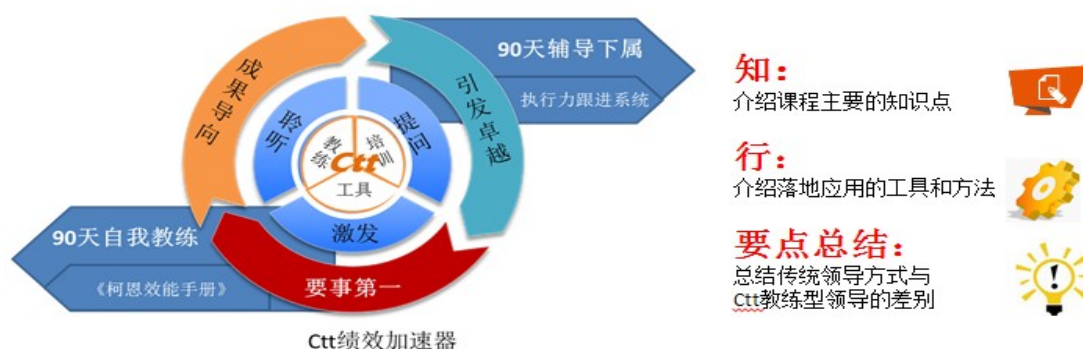 90天辅导下属
执行力跟进系统
成果导向
引发卓越
聆听
提问
教练
培训
Ctt
工具
激发
90天自我教练
《柯恩效能手册》
要事第一
Ctt绩效加速器
知：
介绍课程主要的知识点
行：
介绍落地应用的工具和方法
要点总结：
总结传统领导方式与
Ctt教练型领导的差别